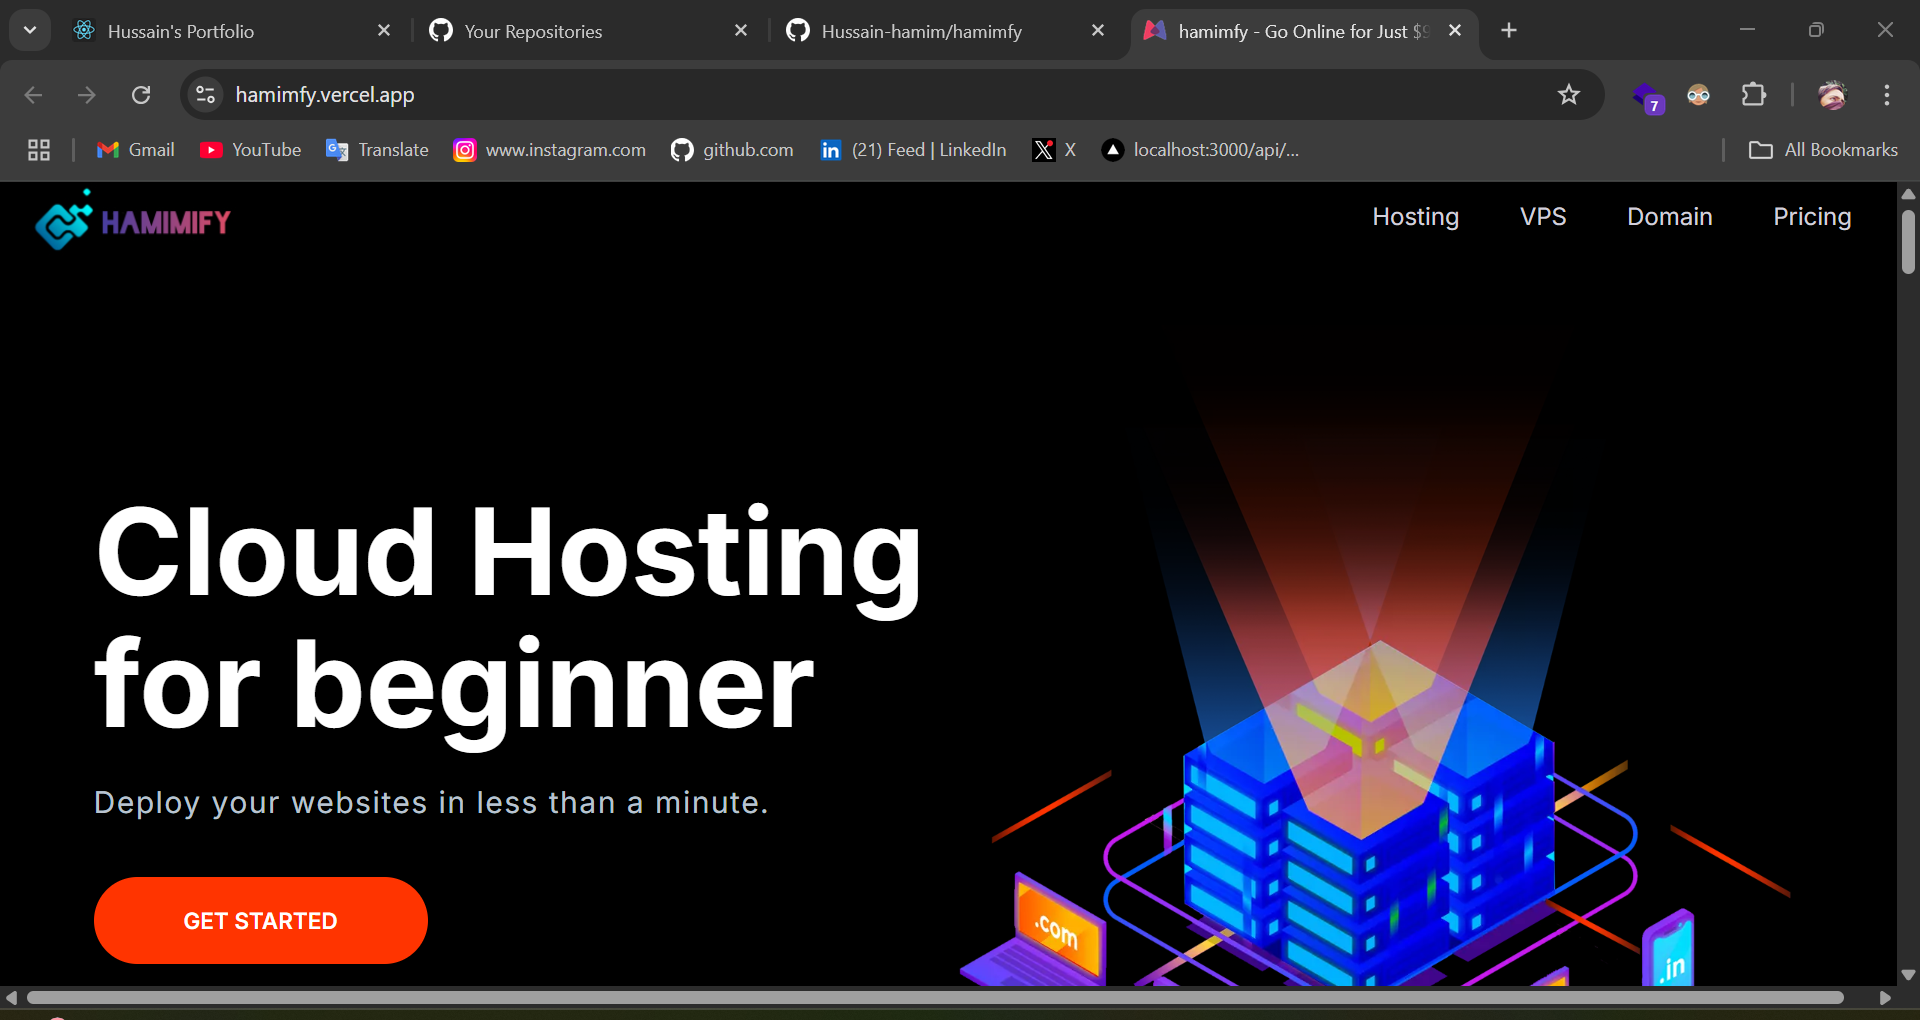 Hussain's Portfolio
Your Repositories
Hussain-hamim/hamimfy
hamimfy - Go Online for Just $9
hamimfy.vercel.app
7
Gmail
YouTube
Translate
www.instagram.com
github.com
in
(21) Feed | LinkedIn
X
localhost:3000/api/...
All Bookmarks
HAMIMIFY
Hosting
VPS
Domain
Pricing
Cloud Hosting
for beginner
Deploy your websites in less than a minute.
GET STARTED
.com
.in